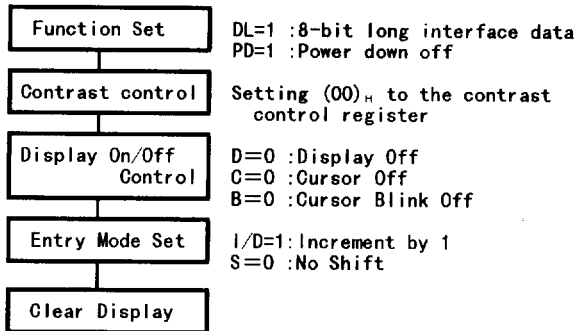 Function Set
DL=1 :8-bit long interface data
PD=1 :Power down off
Contrast control
Setting (00)H to the contrast
control register
Display On/Off
Control
D=0 :Display Off
C=0 :Cursor Off
B=0 :Cursor Blink Off
Entry Mode Set
I/D=1:Increment by 1
S=0 :No Shift
Clear Display